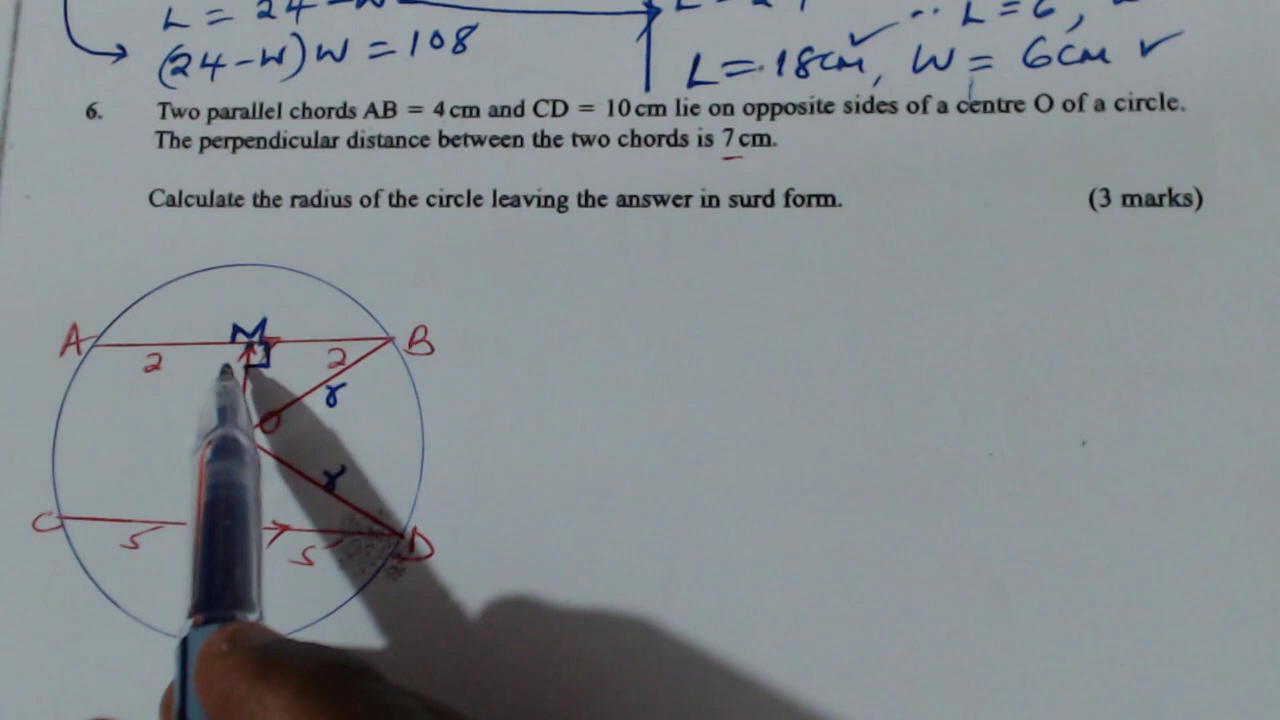 L = 24 - W
∴ L = 6,
(24-W)W = 108
L = 18cm, W = 6cm ✓
6. Two parallel chords AB = 4 cm and CD = 10 cm lie on opposite sides of a centre O of a circle.
The perpendicular distance between the two chords is 7 cm.
Calculate the radius of the circle leaving the answer in surd form. (3 marks)
A M B
2 2
r
O
r
C D
5 5